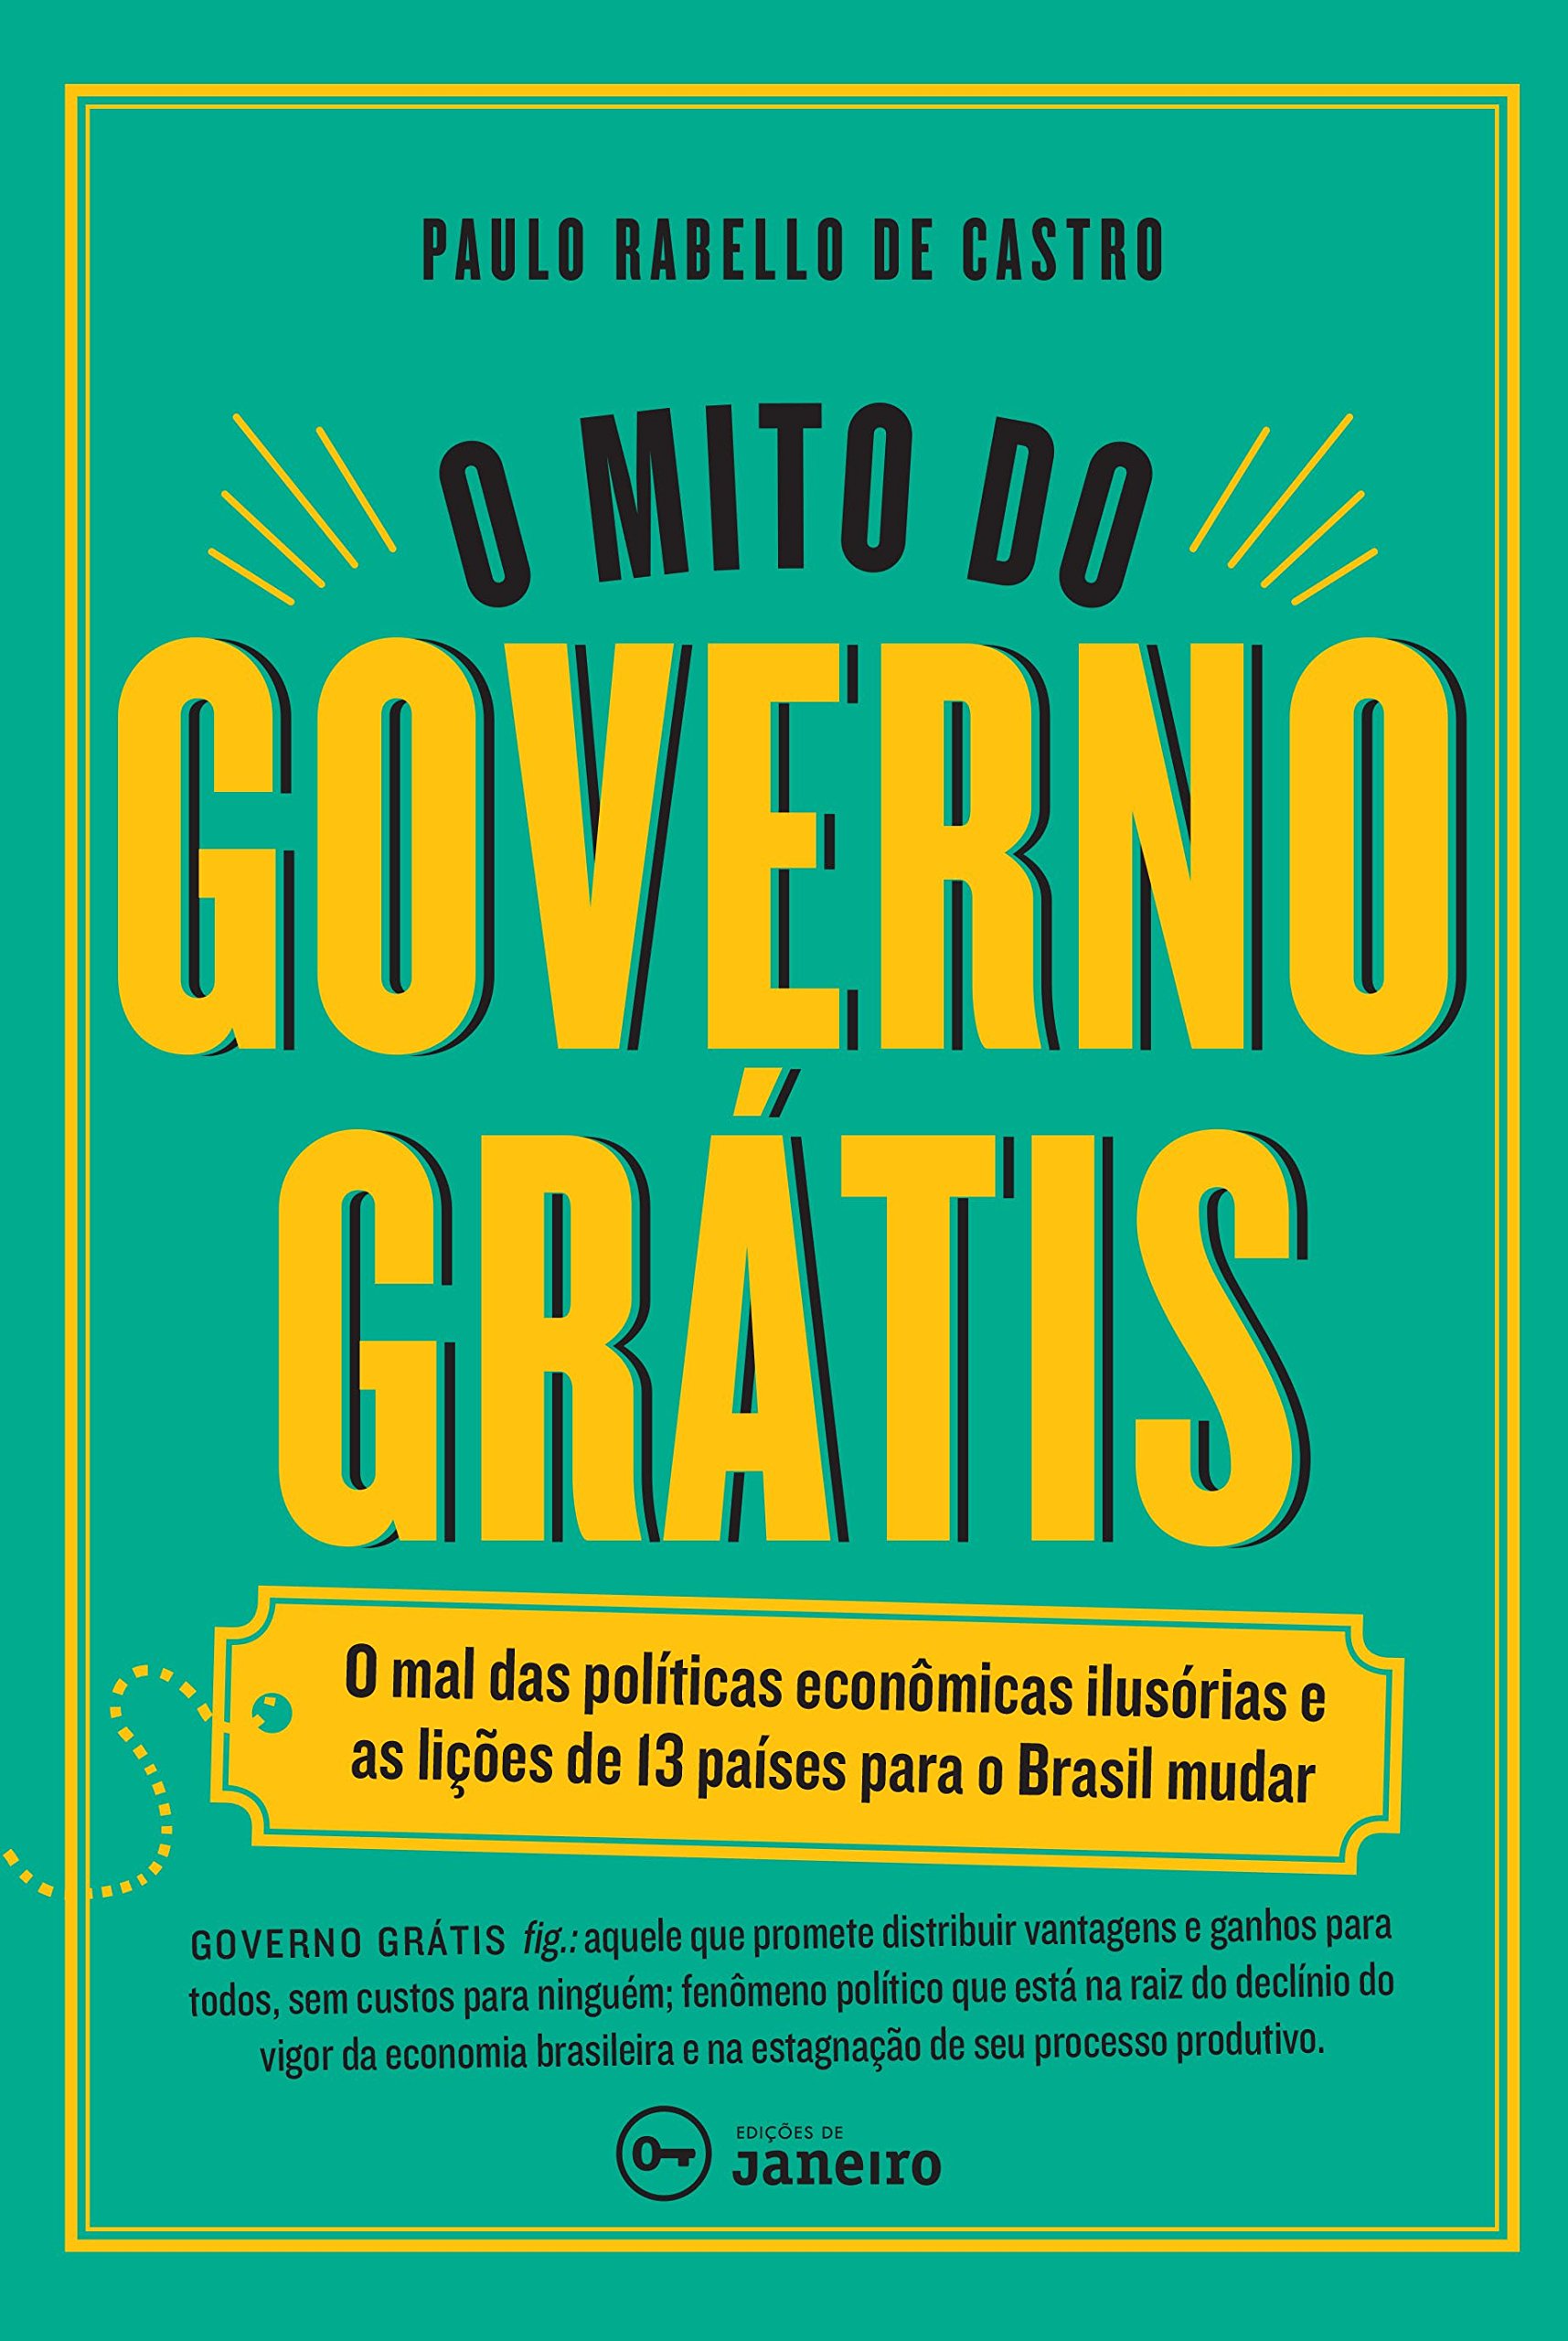 PAULO RABELLO DE CASTRO
O MITO DO
GOVERNO
GRÁTIS
O mal das políticas econômicas ilusórias e
as lições de 13 países para o Brasil mudar
GOVERNO GRÁTIS fig.: aquele que promete distribuir vantagens e ganhos para
todos, sem custos para ninguém; fenômeno político que está na raiz do declínio do
vigor da economia brasileira e na estagnação de seu processo produtivo.
EDIÇÕES DE
Janeiro